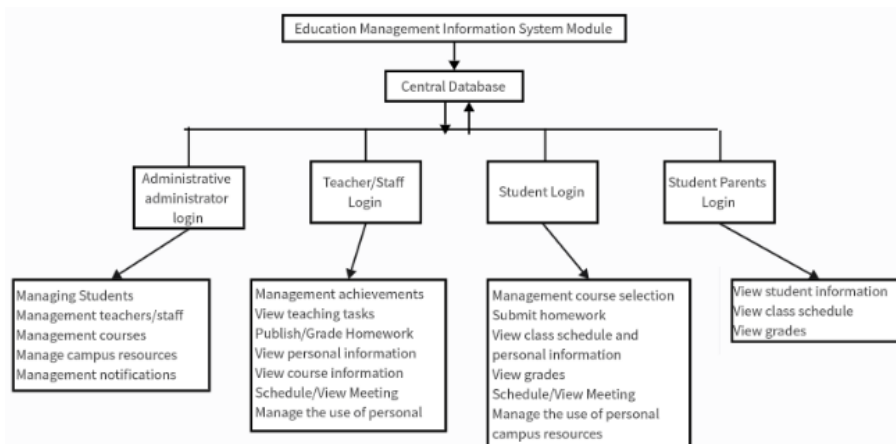 Education Management Information System Module
Central Database
Administrative
administrator
login
Teacher/Staff
Login
Student Login
Student Parents
Login
Managing Students
Management teachers/staff
Management courses
Manage campus resources
Management notifications
Management achievements
View teaching tasks
Publish/Grade Homework
View personal information
View course information
Schedule/View Meeting
Manage the use of personal
Management course selection
Submit homework
View class schedule and
personal information
View grades
Schedule/View Meeting
Manage the use of personal
campus resources
View student information
View class schedule
View grades